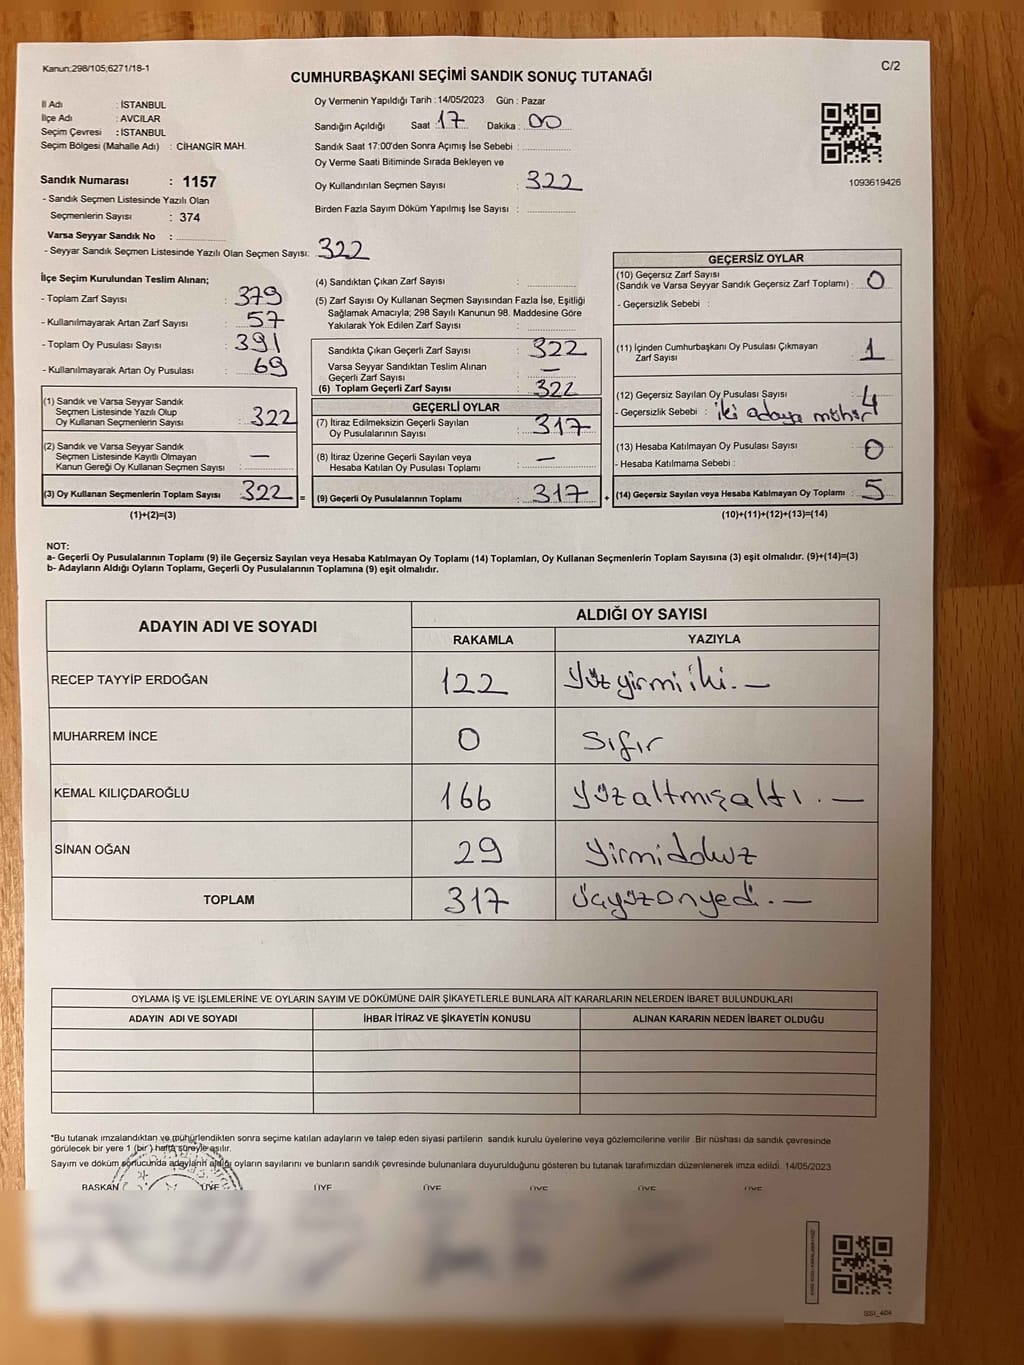 Kanun;298/105;6271/18-1
C/2
CUMHURBAŞKANI SEÇİMİ SANDIK SONUÇ TUTANAĞI
İl Adı : İSTANBUL
İlçe Adı : AVCILAR
Seçim Çevresi : İSTANBUL
Seçim Bölgesi (Mahalle Adı) : CİHANGİR MAH.
Sandık Numarası : 1157
- Sandık Seçmen Listesinde Yazılı Olan
Seçmenlerin Sayısı : 374
Varsa Seyyar Sandık No :
- Seyyar Sandık Seçmen Listesinde Yazılı Olan Seçmen Sayısı: 322
Oy Vermenin Yapıldığı Tarih : 14/05/2023 Gün : Pazar
Sandığın Açıldığı Saat : 17 Dakika : 00
Sandık Saat 17:00'den Sonra Açımış İse Sebebi :
Oy Verme Saati Bitiminde Sırada Bekleyen ve
Oy Kullandırılan Seçmen Sayısı : 322
Birden Fazla Sayım Döküm Yapılmış İse Sayısı :
1093619426
İlçe Seçim Kurulundan Teslim Alınan;
- Toplam Zarf Sayısı : 379
- Kullanılmayarak Artan Zarf Sayısı : 57
- Toplam Oy Pusulası Sayısı : 391
- Kullanılmayarak Artan Oy Pusulası : 69
(1) Sandık ve Varsa Seyyar Sandık
Seçmen Listesinde Yazılı Olup
Oy Kullanan Seçmenlerin Sayısı : 322
(2) Sandık ve Varsa Seyyar Sandık
Seçmen Listesinde Kayıtlı Olmayan
Kanun Gereği Oy Kullanan Seçmen Sayısı : —
(3) Oy Kullanan Seçmenlerin Toplam Sayısı : 322
=
(1)+(2)=(3)
(4) Sandıktan Çıkan Zarf Sayısı :
(5) Zarf Sayısı Oy Kullanan Seçmen Sayısından Fazla İse, Eşitliği
Sağlamak Amacıyla; 298 Sayılı Kanunun 98. Maddesine Göre
Yakılarak Yok Edilen Zarf Sayısı :
Sandıkta Çıkan Geçerli Zarf Sayısı : 322
Varsa Seyyar Sandıktan Teslim Alınan
Geçerli Zarf Sayısı : —
(6) Toplam Geçerli Zarf Sayısı : 322
GEÇERLİ OYLAR
(7) İtiraz Edilmeksizin Geçerli Sayılan
Oy Pusulalarının Sayısı : 317
(8) İtiraz Üzerine Geçerli Sayılan veya
Hesaba Katılan Oy Pusulası Toplamı : —
(9) Geçerli Oy Pusulalarının Toplamı : 317
+
GEÇERSİZ OYLAR
(10) Geçersiz Zarf Sayısı
(Sandık ve Varsa Seyyar Sandık Geçersiz Zarf Toplamı) : 0
- Geçersizlik Sebebi :
(11) İçinden Cumhurbaşkanı Oy Pusulası Çıkmayan
Zarf Sayısı : 1
(12) Geçersiz Sayılan Oy Pusulası Sayısı : 4
- Geçersizlik Sebebi : iki adaya mühür
(13) Hesaba Katılmayan Oy Pusulası Sayısı : 0
- Hesaba Katılmama Sebebi :
(14) Geçersiz Sayılan veya Hesaba Katılmayan Oy Toplamı : 5
(10)+(11)+(12)+(13)=(14)
NOT:
a- Geçerli Oy Pusulalarının Toplamı (9) ile Geçersiz Sayılan veya Hesaba Katılmayan Oy Toplamı (14) Toplamları, Oy Kullanan Seçmenlerin Toplam Sayısına (3) eşit olmalıdır. (9)+(14)=(3)
b- Adayların Aldığı Oyların Toplamı, Geçerli Oy Pusulalarının Toplamına (9) eşit olmalıdır.
ADAYIN ADI VE SOYADI ALDIĞI OY SAYISI
RAKAMLA YAZIYLA
RECEP TAYYİP ERDOĞAN 122 Yüzyirmiiki. —
MUHARREM İNCE 0 Sıfır
KEMAL KILIÇDAROĞLU 166 Yüzaltmışaltı. —
SİNAN OĞAN 29 Yirmidokuz
TOPLAM 317 Üçyüzonyedi. —
OYLAMA İŞ VE İŞLEMLERİNE VE OYLARIN SAYIM VE DÖKÜMÜNE DAİR ŞİKAYETLERLE BUNLARA AİT KARARLARIN NELERDEN İBARET BULUNDUKLARI
ADAYIN ADI VE SOYADI İHBAR İTİRAZ VE ŞİKAYETİN KONUSU ALINAN KARARIN NEDEN İBARET OLDUĞU
*Bu tutanak imzalandıktan ve mühürlendikten sonra seçime katılan adayların ve talep eden siyasi partilerin sandık kurulu üyelerine veya gözlemcilerine verilir. Bir nüshası da sandık çevresinde
görülecek bir yere 1 (bir) hafta süreyle asılır.
Sayım ve döküm sonucunda adayların aldığı oyların sayılarını ve bunların sandık çevresinde bulunanlara duyurulduğunu gösteren bu tutanak tarafımızdan düzenlenerek imza edildi. 14/05/2023
BAŞKAN ÜYE ÜYE ÜYE ÜYE ÜYE ÜYE
SSI_404